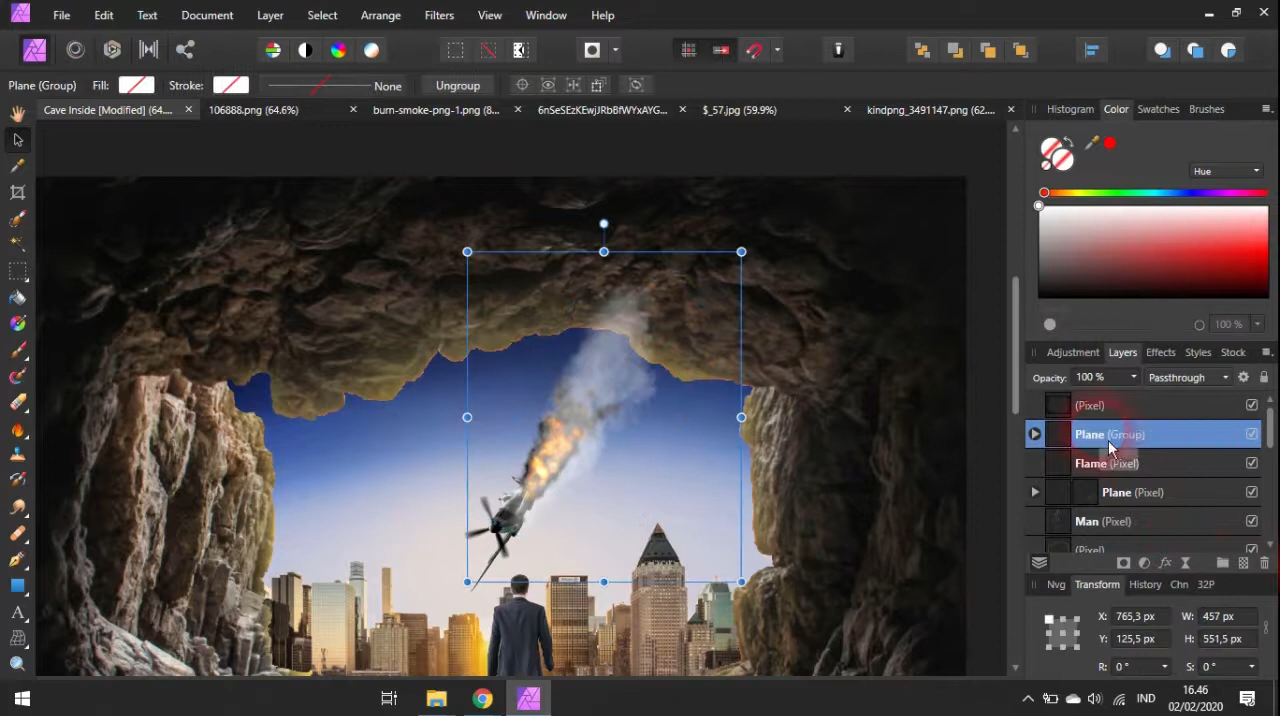 File Edit Text Document Layer Select Arrange Filters View Window Help
Plane (Group) Fill: Stroke: None Ungroup
Cave Inside [Modified] (64.... 106888.png (64.6%) burn-smoke-png-1.png (8... 6nSeSEzKEwjJRbBfWYxAYG... $_57.jpg (59.9%) kindpng_3491147.png (62....
Histogram Color Swatches Brushes
Hue
100 %
Adjustment Layers Effects Styles Stock
Opacity: 100 % Passthrough
(Pixel)
Plane (Group)
Flame (Pixel)
Plane (Pixel)
Man (Pixel)
(Pixel)
Nvg Transform History Chn 32P
X: 765,3 px W: 457 px
Y: 125,5 px H: 551,5 px
R: 0 ° S: 0 °
IND
16.46
02/02/2020